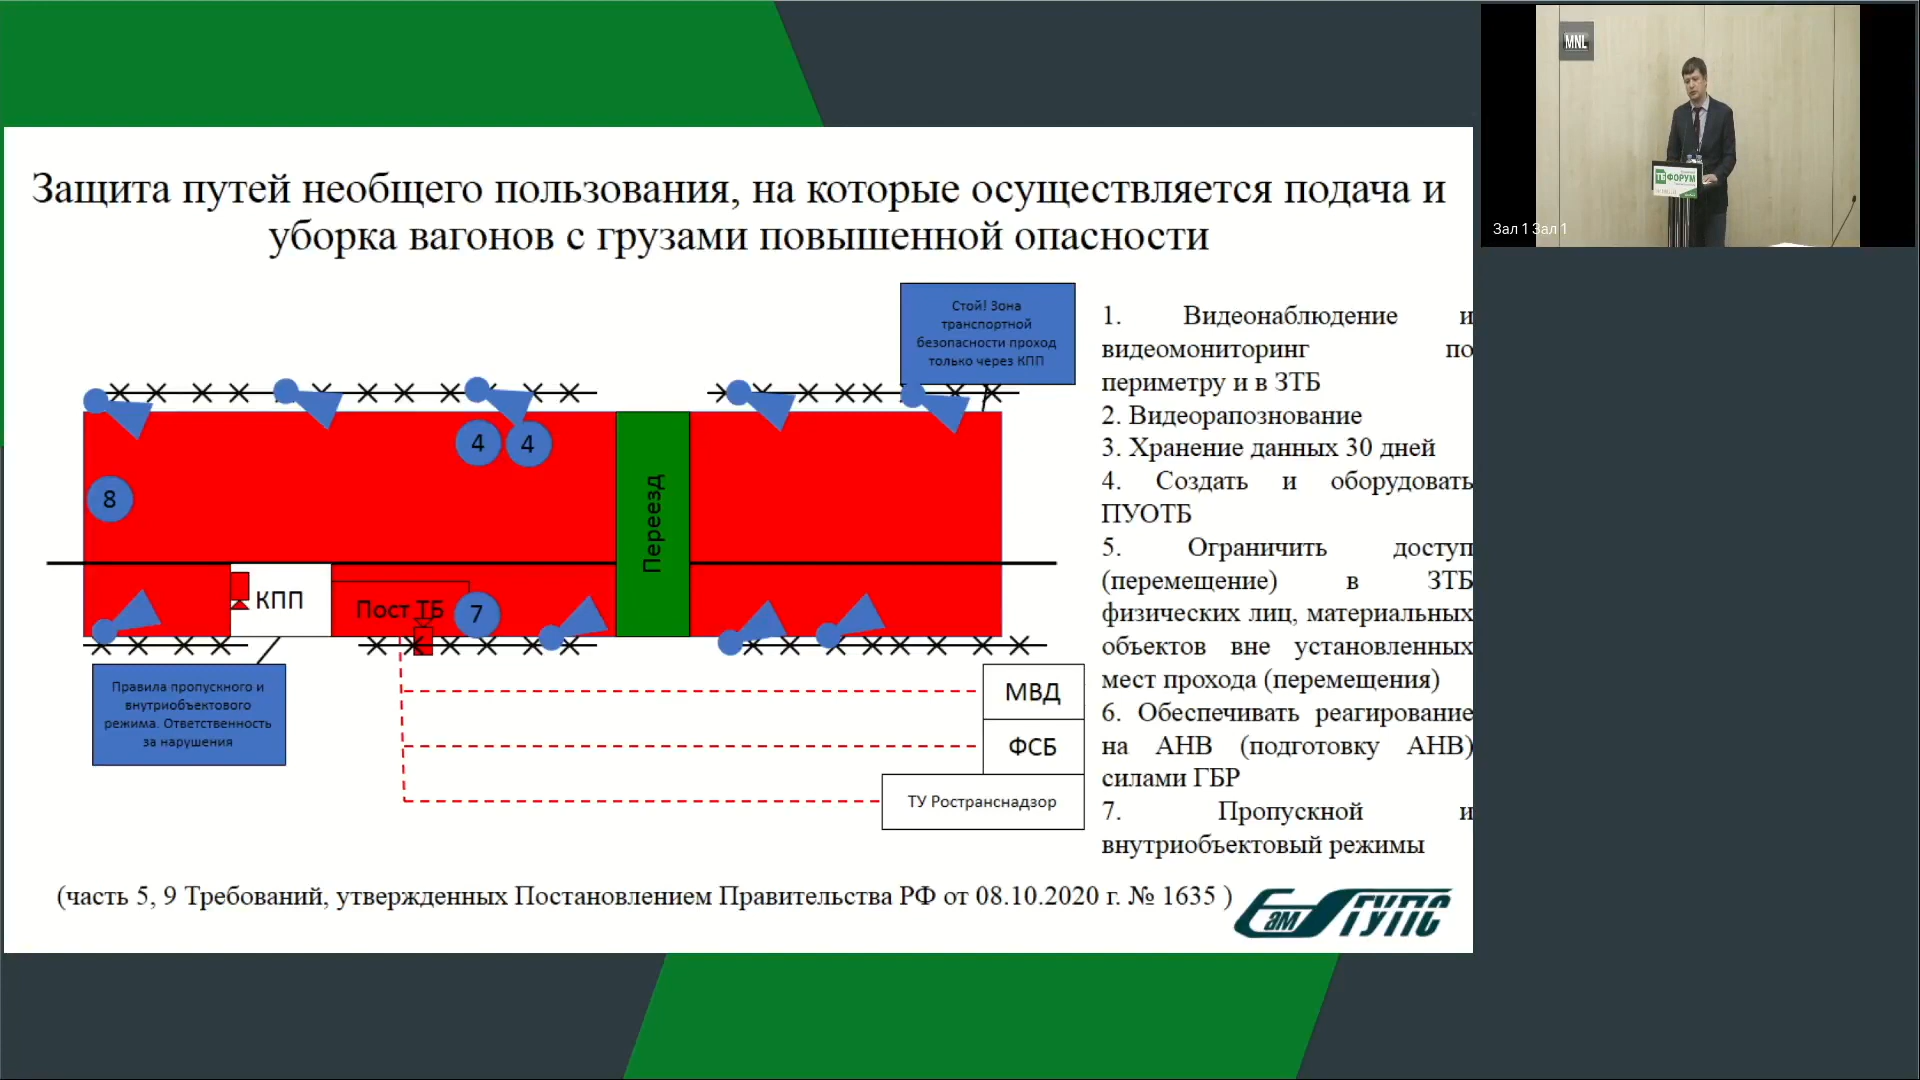 MNL
ТБ ФОРУМ
Зал 1 Зал 1
Защита путей необщего пользования, на которые осуществляется подача и
уборка вагонов с грузами повышенной опасности
Стой! Зона
транспортной
безопасности проход
только через КПП
4
4
8
Переезд
КПП
Пост ТБ
7
Правила пропускного и
внутриобъектового
режима. Ответственность
за нарушения
МВД
ФСБ
ТУ Ространснадзор
1. Видеонаблюдение и
видеомониторинг по
периметру и в ЗТБ
2. Видеорапознование
3. Хранение данных 30 дней
4. Создать и оборудовать
ПУОТБ
5. Ограничить доступ
(перемещение) в ЗТБ
физических лиц, материальных
объектов вне установленных
мест прохода (перемещения)
6. Обеспечивать реагирование
на АНВ (подготовку АНВ)
силами ГБР
7. Пропускной и
внутриобъектовый режимы
(часть 5, 9 Требований, утвержденных Постановлением Правительства РФ от 08.10.2020 г. № 1635 )
СамГУПС